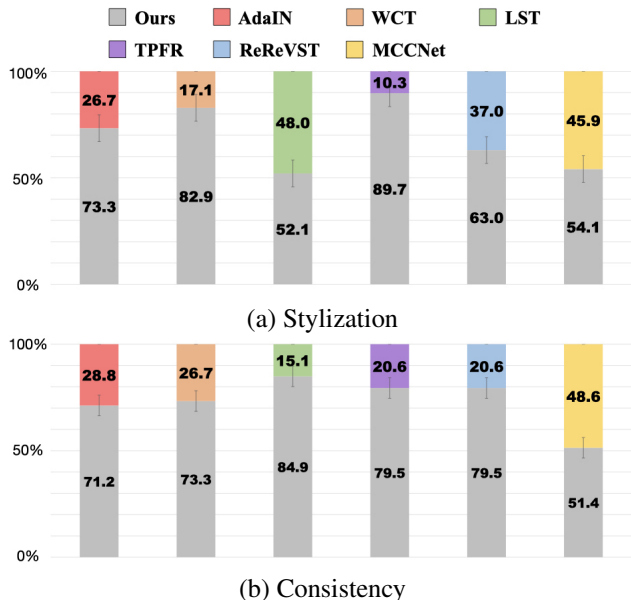 Ours AdaIN WCT LST
TPFR ReReVST MCCNet
100%
26.7 17.1 48.0 10.3 37.0 45.9
50%
73.3 82.9 52.1 89.7 63.0 54.1
0%
(a) Stylization
100%
28.8 26.7 15.1 20.6 20.6 48.6
50%
71.2 73.3 84.9 79.5 79.5 51.4
0%
(b) Consistency